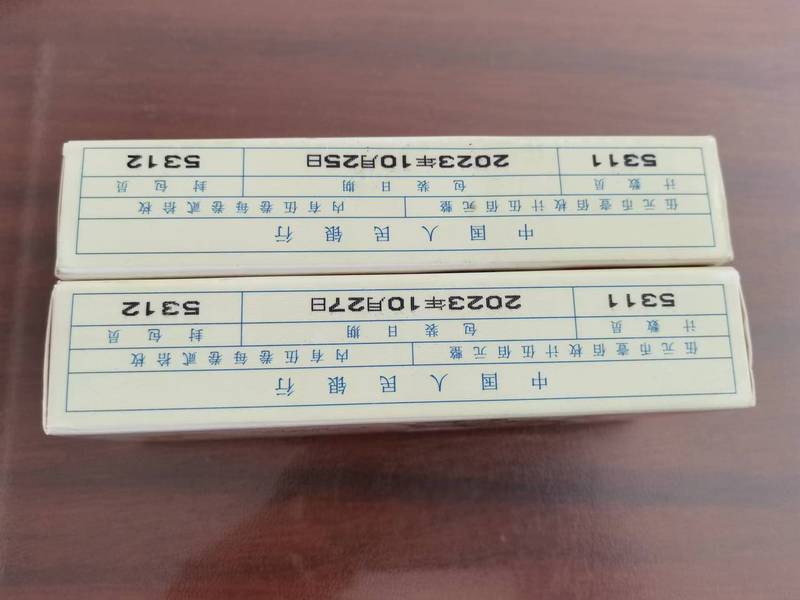 中国人民银行
伍元币壹佰枚计伍佰元整 内有伍卷每卷贰拾枚
计数员 包装日期 封包员
5311 2023年10月27日 5312
中国人民银行
伍元币壹佰枚计伍佰元整 内有伍卷每卷贰拾枚
计数员 包装日期 封包员
5311 2023年10月25日 5312